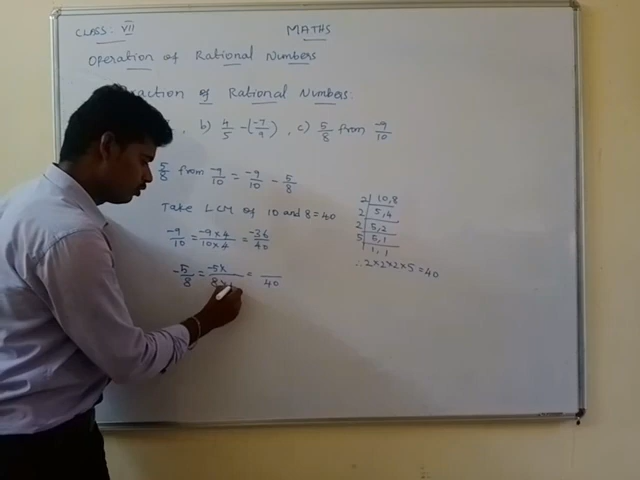 CLASS: VII
MATHS
Operation of Rational Numbers
raction of Rational Numbers:
, b) 4/5 -(-7/9) , c) 5/8 from -9/10
5/8 from -9/10 = -9/10 - 5/8
Take LCM of 10 and 8 = 40
-9/10 = -9×4/10×4 = -36/40
-5/8 = -5×/8× = /40
2 | 10,8
2 | 5,4
2 | 5,2
5 | 5,1
1,1
∴ 2×2×2×5=40